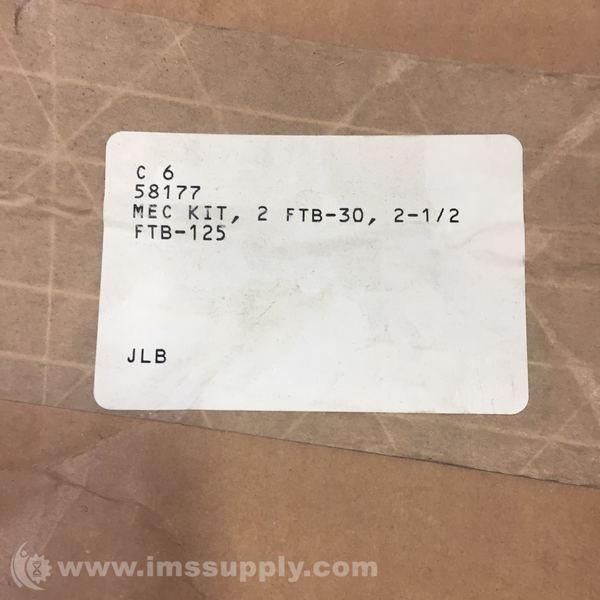 C 6
58177
MEC KIT, 2 FTB-30, 2-1/2
FTB-125
JLB
www.imssupply.com